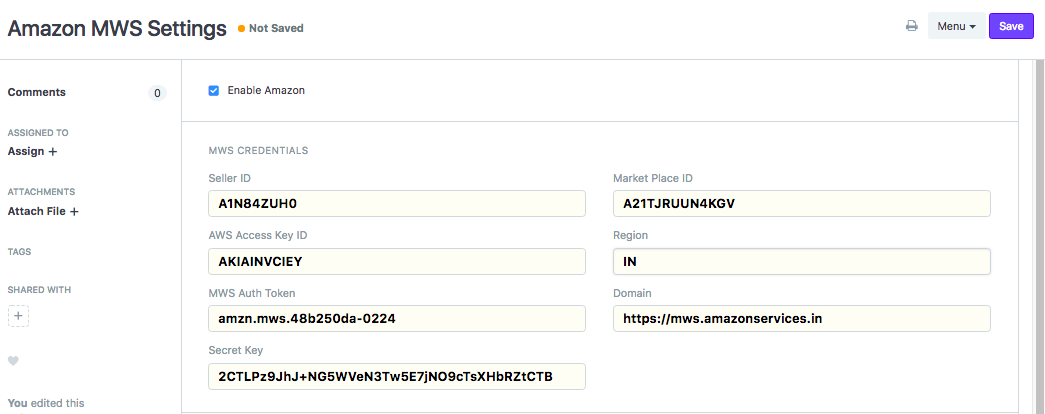 Amazon MWS Settings
Not Saved
Menu
Save
Comments
0
ASSIGNED TO
Assign +
ATTACHMENTS
Attach File +
TAGS
SHARED WITH
+
You edited this
Enable Amazon
MWS CREDENTIALS
Seller ID
A1N84ZUH0
Market Place ID
A21TJRUUN4KGV
AWS Access Key ID
AKIAINVCIEY
Region
IN
MWS Auth Token
amzn.mws.48b250da-0224
Domain
https://mws.amazonservices.in
Secret Key
2CTLPz9JhJ+NG5WVeN3Tw5E7jNO9cTsXHbRZtCTB